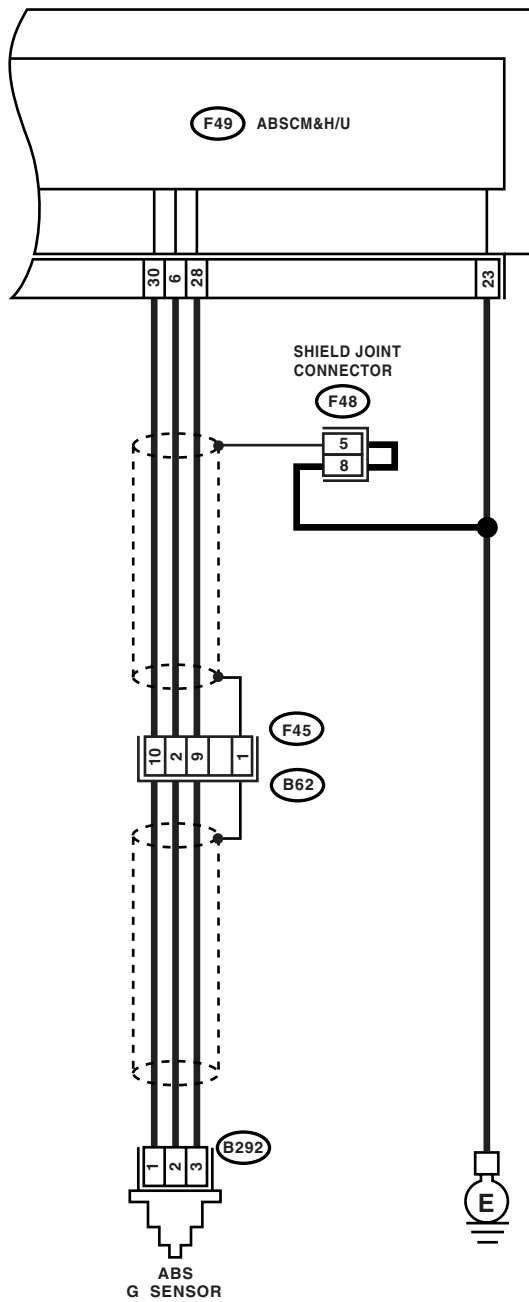 F49 ABSCM&H/U
30 6 28 23
SHIELD JOINT
CONNECTOR
F48
5
8
F45
10 2 9 1
B62
B292
1 2 3
E
ABS
G SENSOR